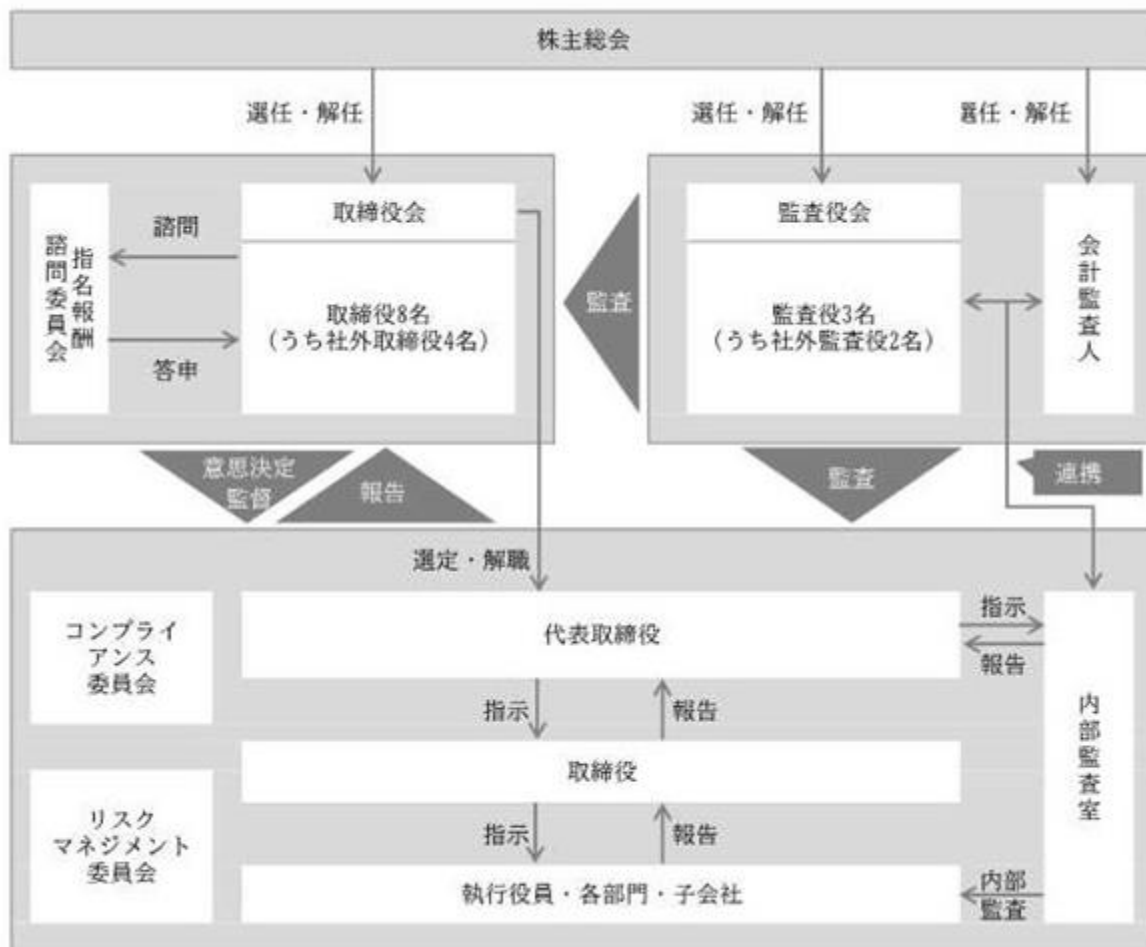 株主総会
選任・解任
選任・解任
選任・解任
指名報酬
諮問委員会
諮問
答申
取締役会
取締役8名
(うち社外取締役4名)
監査
監査役会
監査役3名
(うち社外監査役2名)
会計監査人
意思決定
監督
報告
監査
連携
選定・解職
コンプライ
アンス
委員会
代表取締役
指示
報告
内部監査室
指示
報告
取締役
リスク
マネジメント
委員会
指示
報告
執行役員・各部門・子会社
内部
監査